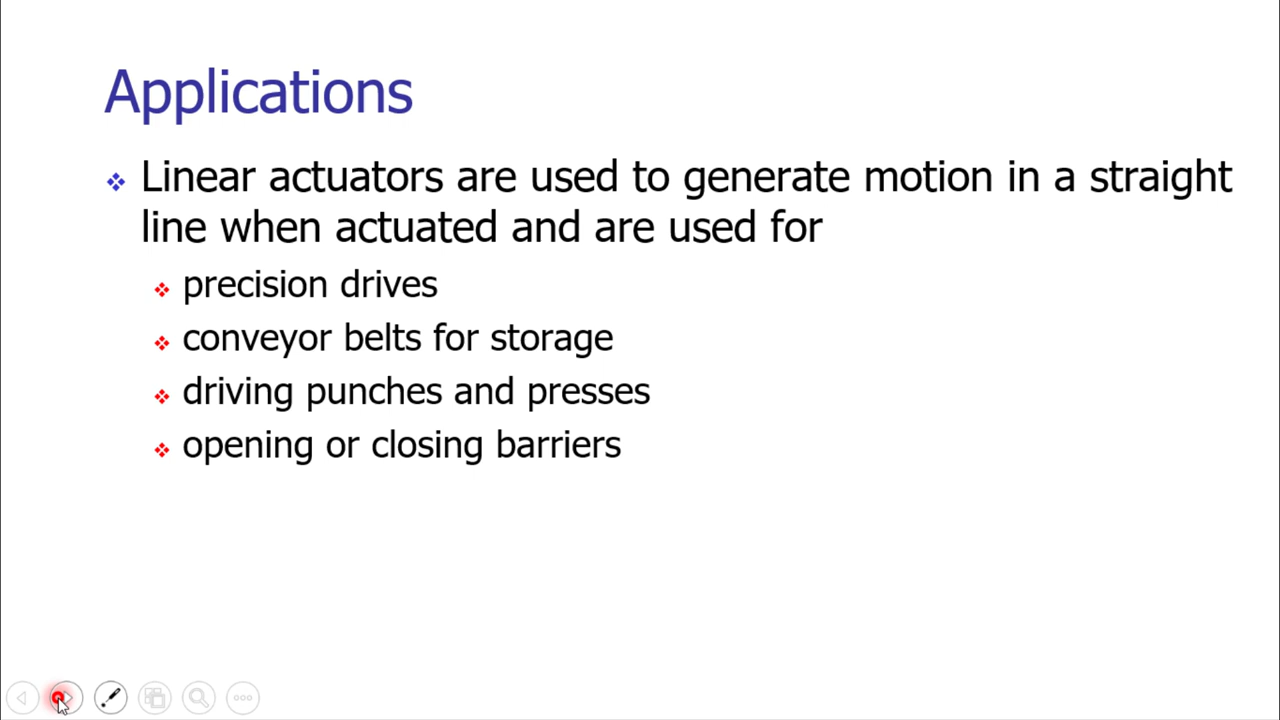 Applications
Linear actuators are used to generate motion in a straight
line when actuated and are used for
precision drives
conveyor belts for storage
driving punches and presses
opening or closing barriers